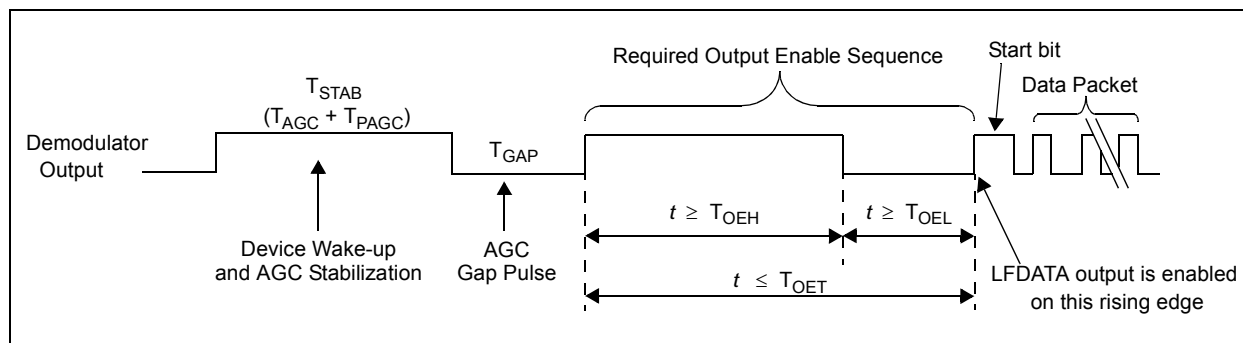 Required Output Enable Sequence
Start bit
Data Packet
TSTAB
(TAGC + TPAGC)
Demodulator
Output
TGAP
t ≥ TOEH
t ≥ TOEL
Device Wake-up
and AGC Stabilization
AGC
Gap Pulse
t ≤ TOET
LFDATA output is enabled
on this rising edge